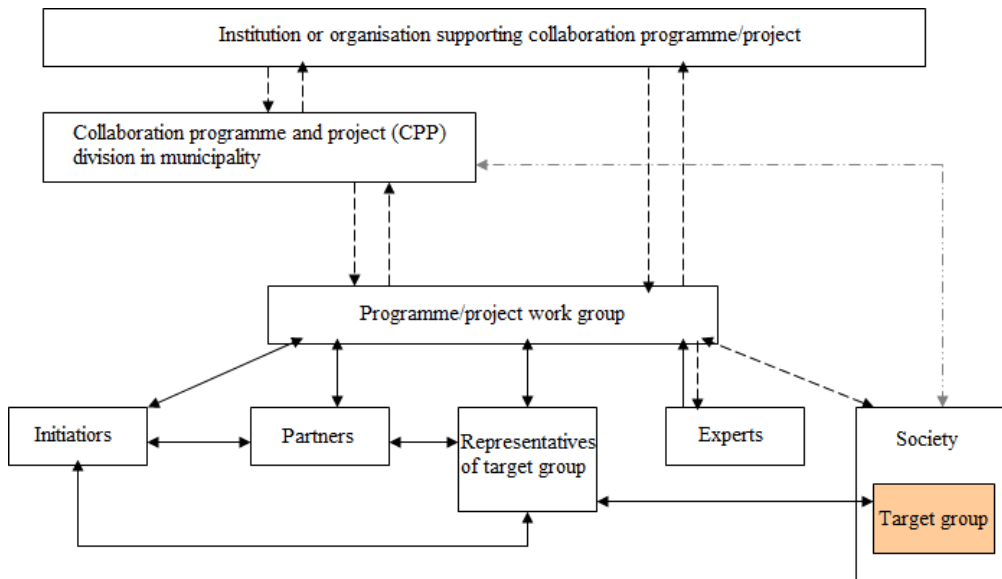 Institution or organisation supporting collaboration programme/project
Collaboration programme and project (CPP)
division in municipality
Programme/project work group
Initiatiors
Partners
Representatives
of target group
Experts
Society
Target group